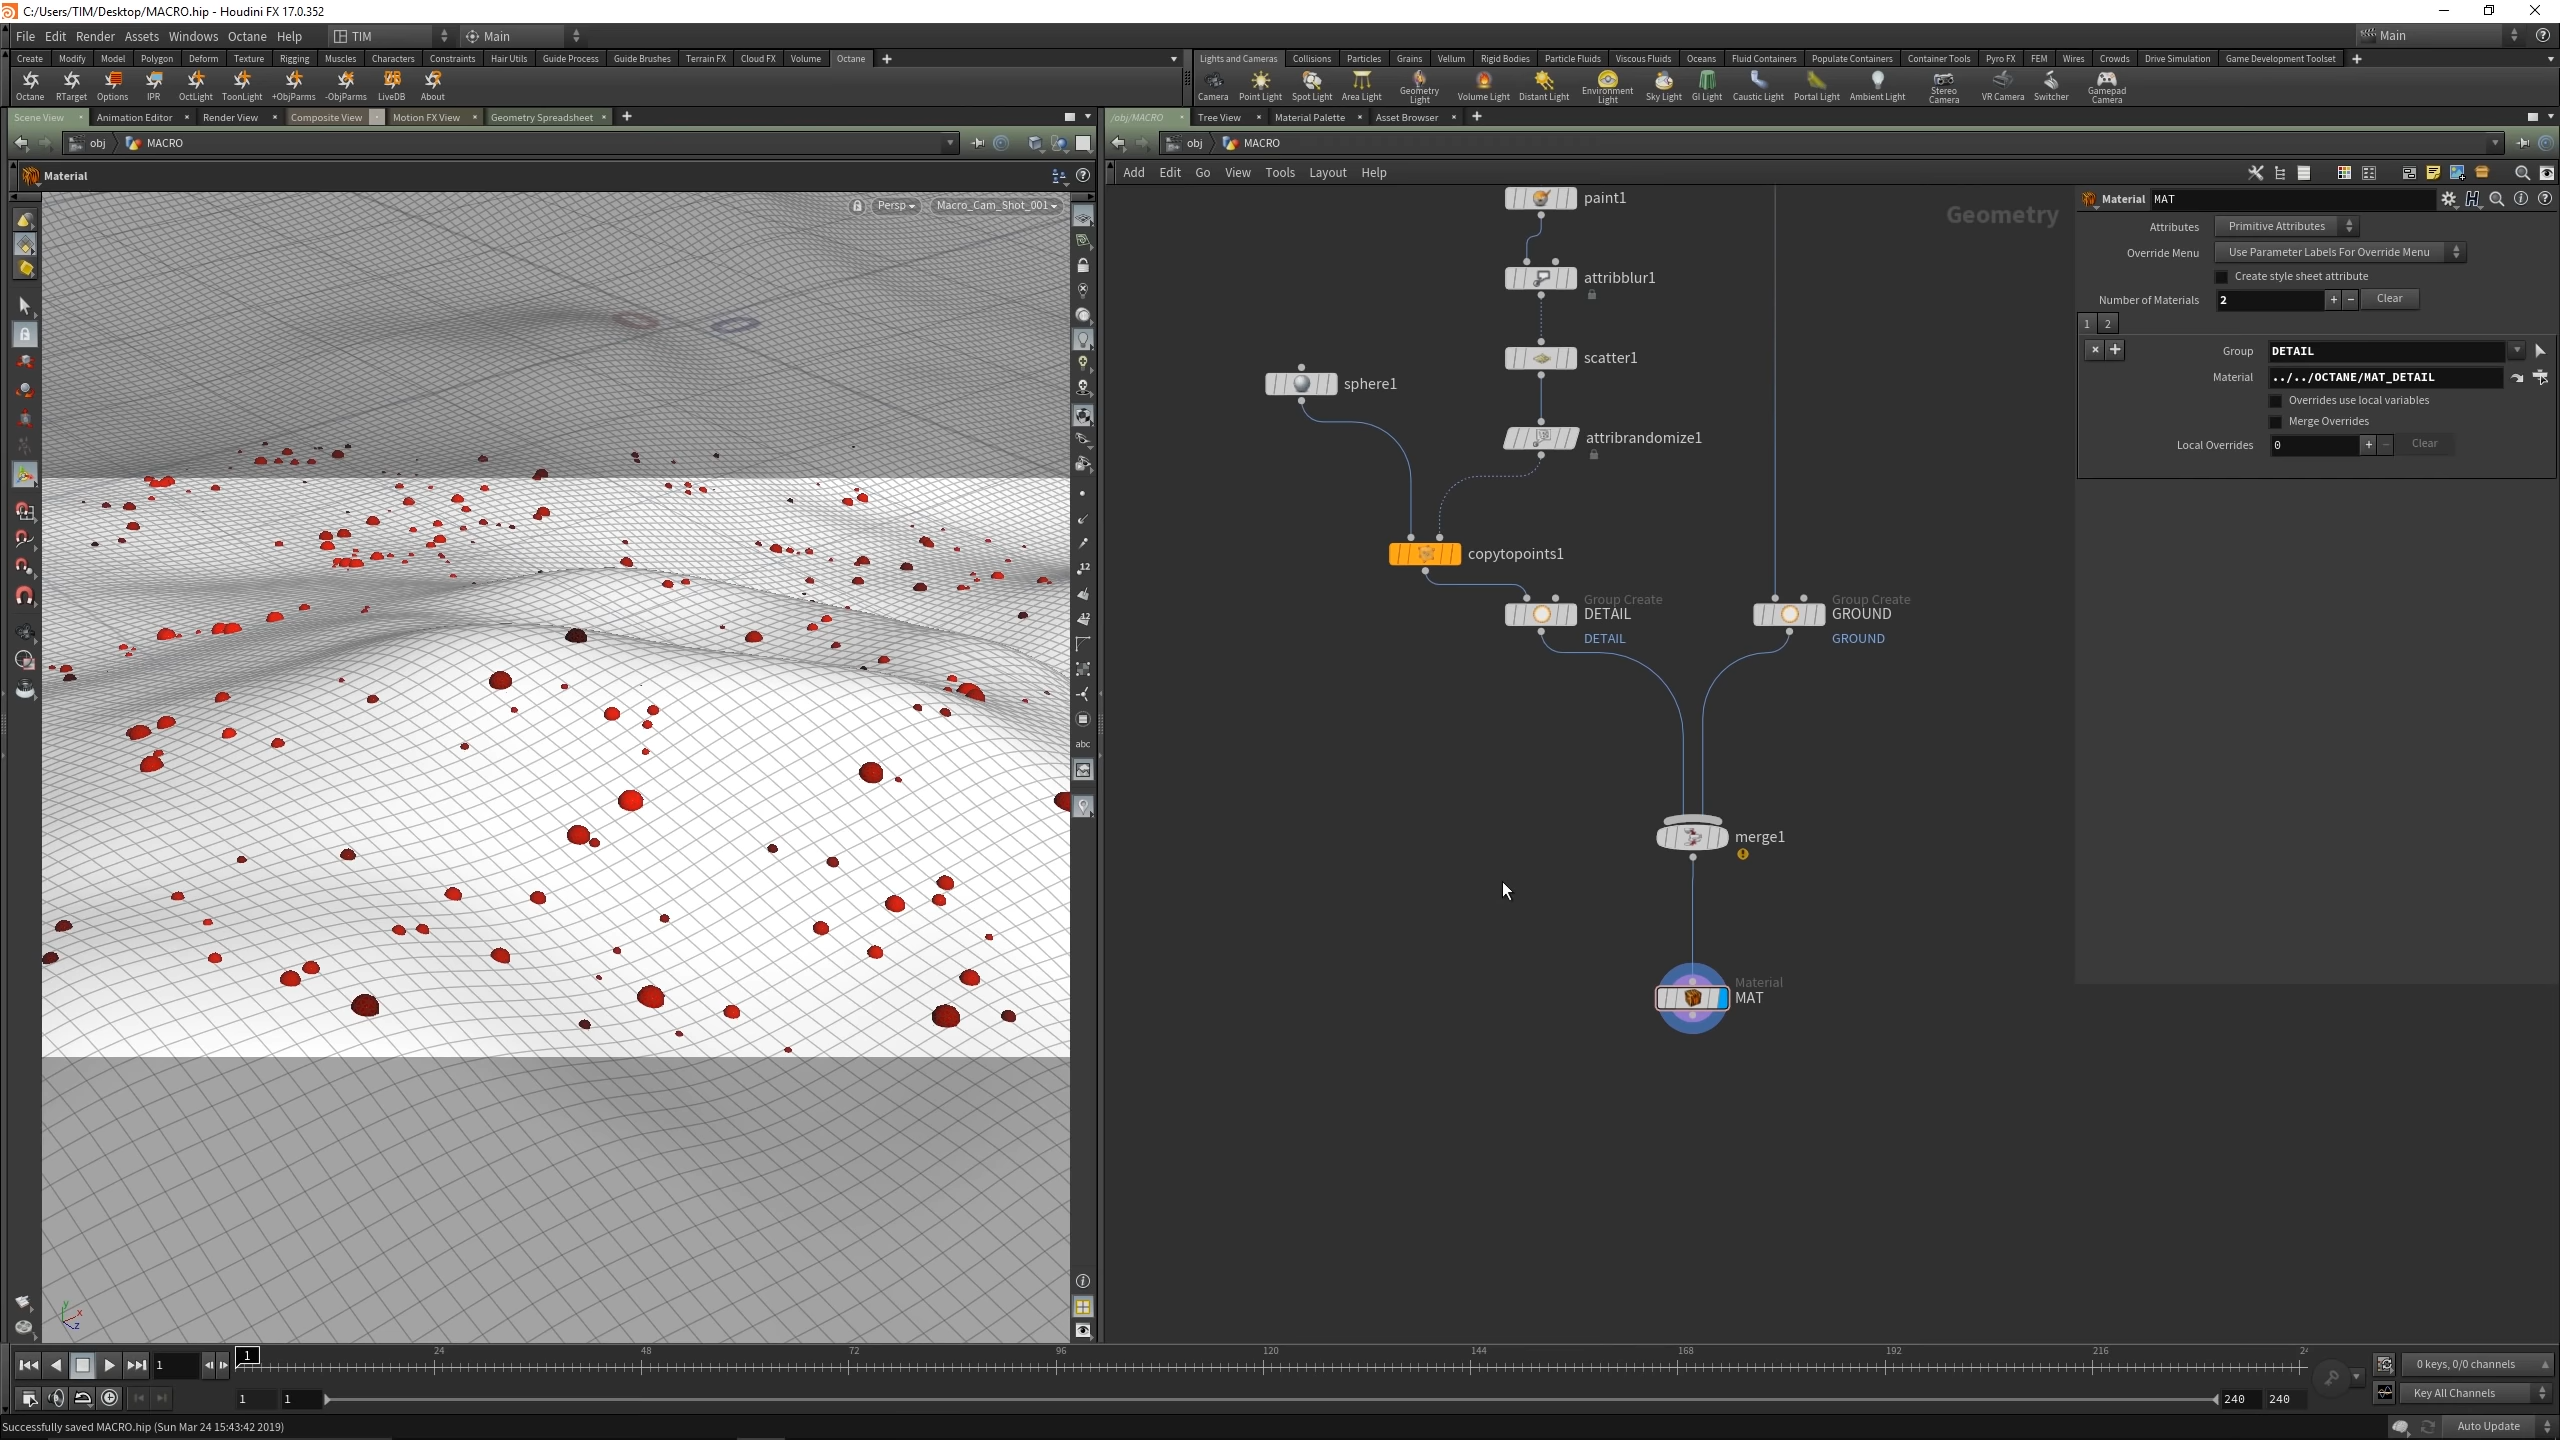 C:/Users/TIM/Desktop/MACRO.hip - Houdini FX 17.0.352
File Edit Render Assets Windows Octane Help TIM Main Main
Create Modify Model Polygon Deform Texture Rigging Muscles Characters Constraints Hair Utils Guide Process Guide Brushes Terrain FX Cloud FX Volume Octane
Lights and Cameras Collisions Particles Grains Vellum Rigid Bodies Particle Fluids Viscous Fluids Oceans Fluid Containers Populate Containers Container Tools Pyro FX FEM Wires Crowds Drive Simulation Game Development Toolset
Octane RTarget Options IPR OctLight ToonLight +ObjParms -ObjParms LiveDB About
Camera Point Light Spot Light Area Light Geometry Light Volume Light Distant Light Environment Light Sky Light GI Light Caustic Light Portal Light Ambient Light Stereo Camera VR Camera Switcher Gamepad Camera
Scene View Animation Editor Render View Composite View Motion FX View Geometry Spreadsheet
/obj/MACRO Tree View Material Palette Asset Browser
obj MACRO
obj MACRO
Material
Add Edit Go View Tools Layout Help
Persp Macro_Cam_Shot_001
Geometry
paint1
attribblur1
scatter1
sphere1
attribrandomize1
copytopoints1
Group Create
DETAIL
DETAIL
Group Create
GROUND
GROUND
merge1
Material
MAT
Material MAT
Attributes Primitive Attributes
Override Menu Use Parameter Labels For Override Menu
Create style sheet attribute
Number of Materials 2 + - Clear
1 2
Group DETAIL
Material ../../OCTANE/MAT_DETAIL
Overrides use local variables
Merge Overrides
Local Overrides 0 + - Clear
12
12
abc
y x z
1 1 24 48 72 96 120 144 168 192 216 24
0 keys, 0/0 channels
1 1 240 240
Key All Channels
Successfully saved MACRO.hip (Sun Mar 24 15:43:42 2019)
Auto Update